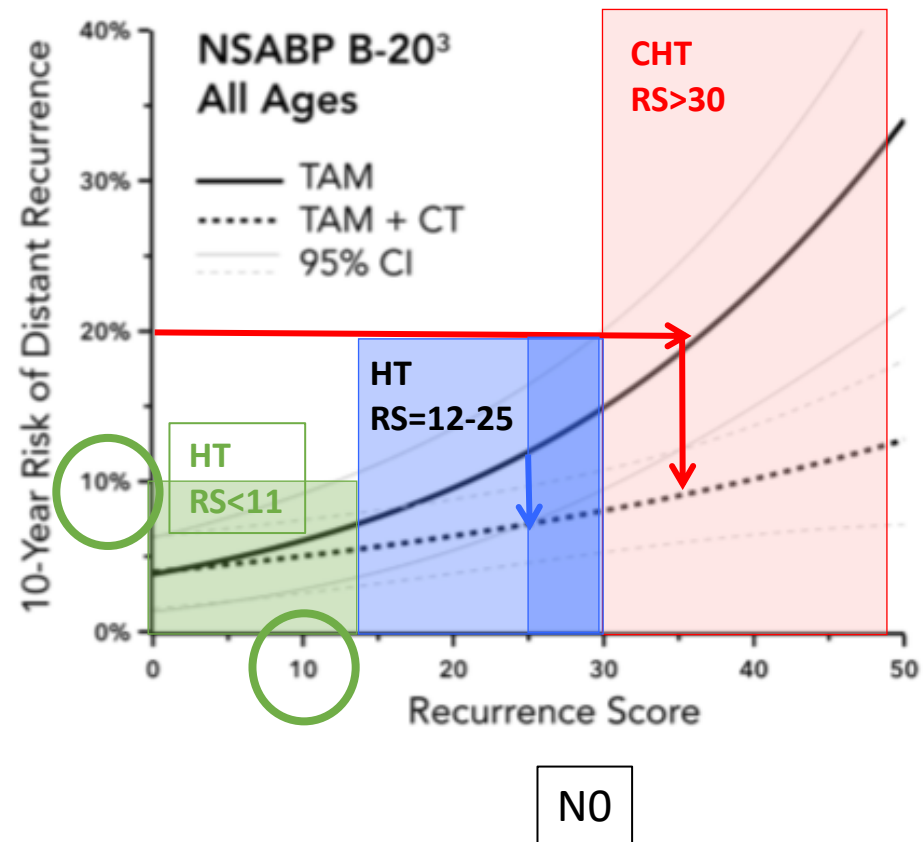 40%
NSABP B-20³
All Ages
CHT
RS>30
TAM
TAM + CT
95% CI
30%
20%
10%
0%
10-Year Risk of Distant Recurrence
HT
RS=12-25
HT
RS<11
0 10 20 30 40 50
Recurrence Score
N0